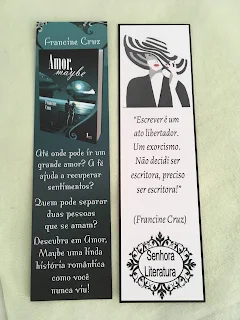 Francine Cruz
Amor,
maybe
Francine
Cruz
Até onde pode ir um
grande amor? A fé
ajuda a recuperar
sentimentos?
Quem pode separar
duas pessoas
que se amam?
Descubra em Amor,
Maybe uma linda
história romântica
como você
nunca viu!
"Escrever é um
ato libertador.
Um exorcismo.
Não decidi ser
escritora, preciso
ser escritora!"
(Francine Cruz)
Senhora
Literatura